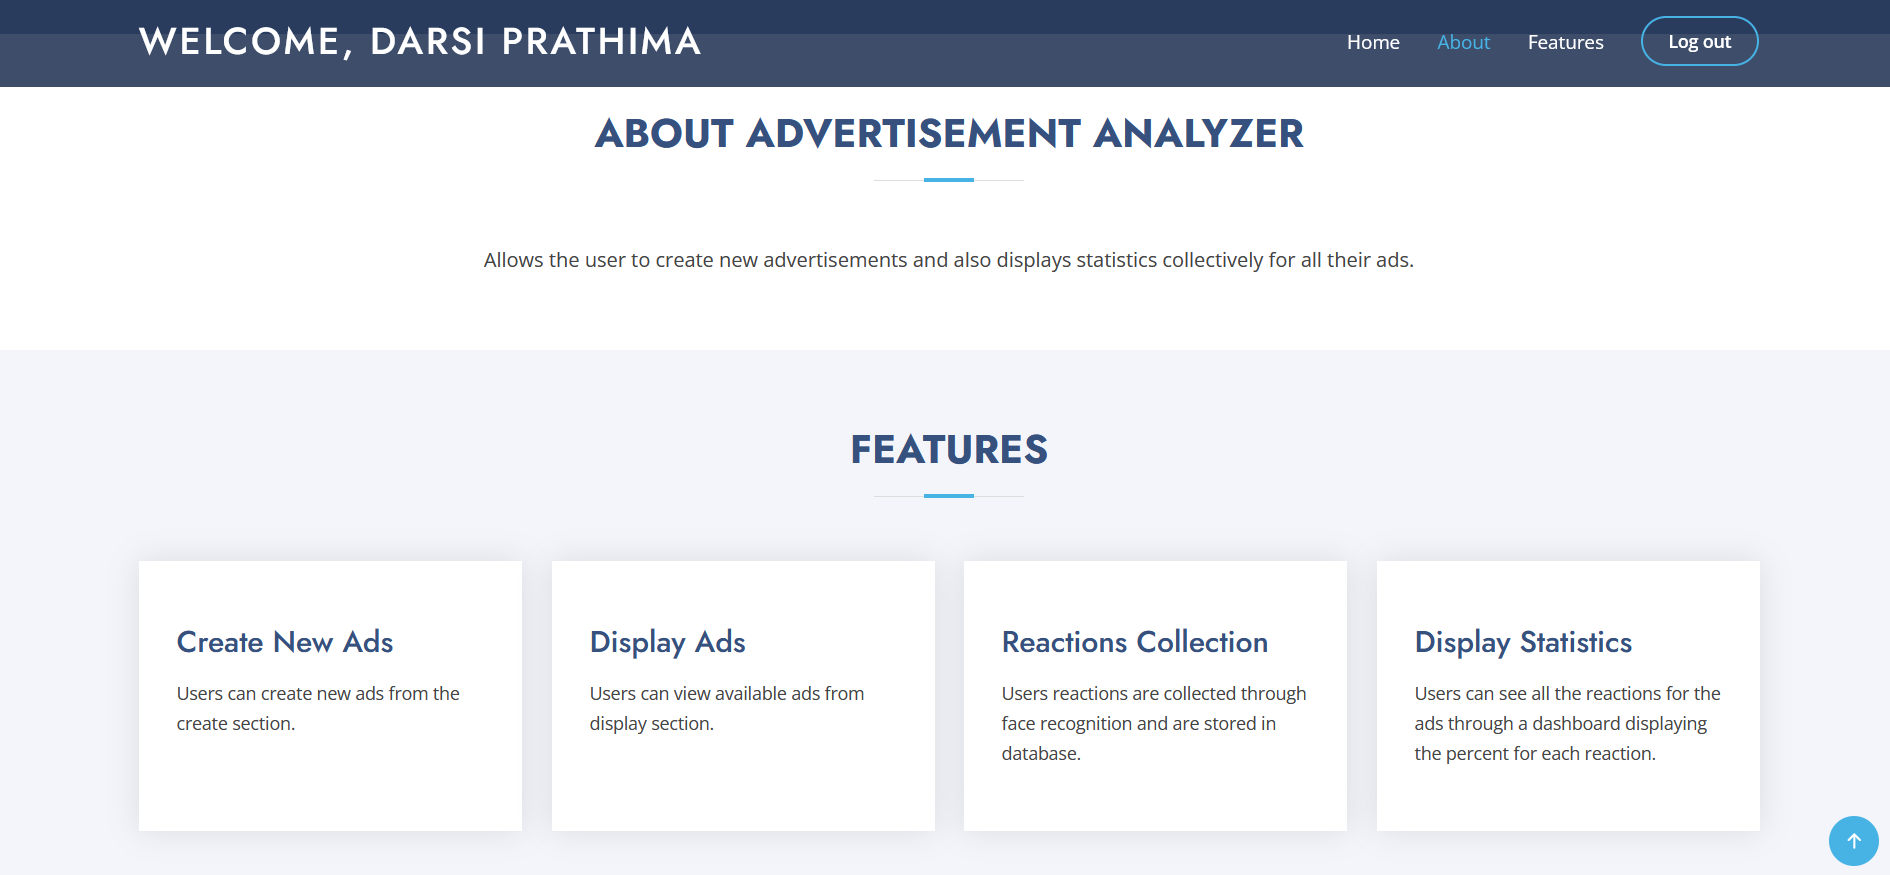 WELCOME, DARSI PRATHIMA
Home About Features Log out
ABOUT ADVERTISEMENT ANALYZER
Allows the user to create new advertisements and also displays statistics collectively for all their ads.
FEATURES
Create New Ads
Users can create new ads from the
create section.
Display Ads
Users can view available ads from
display section.
Reactions Collection
Users reactions are collected through
face recognition and are stored in
database.
Display Statistics
Users can see all the reactions for the
ads through a dashboard displaying
the percent for each reaction.